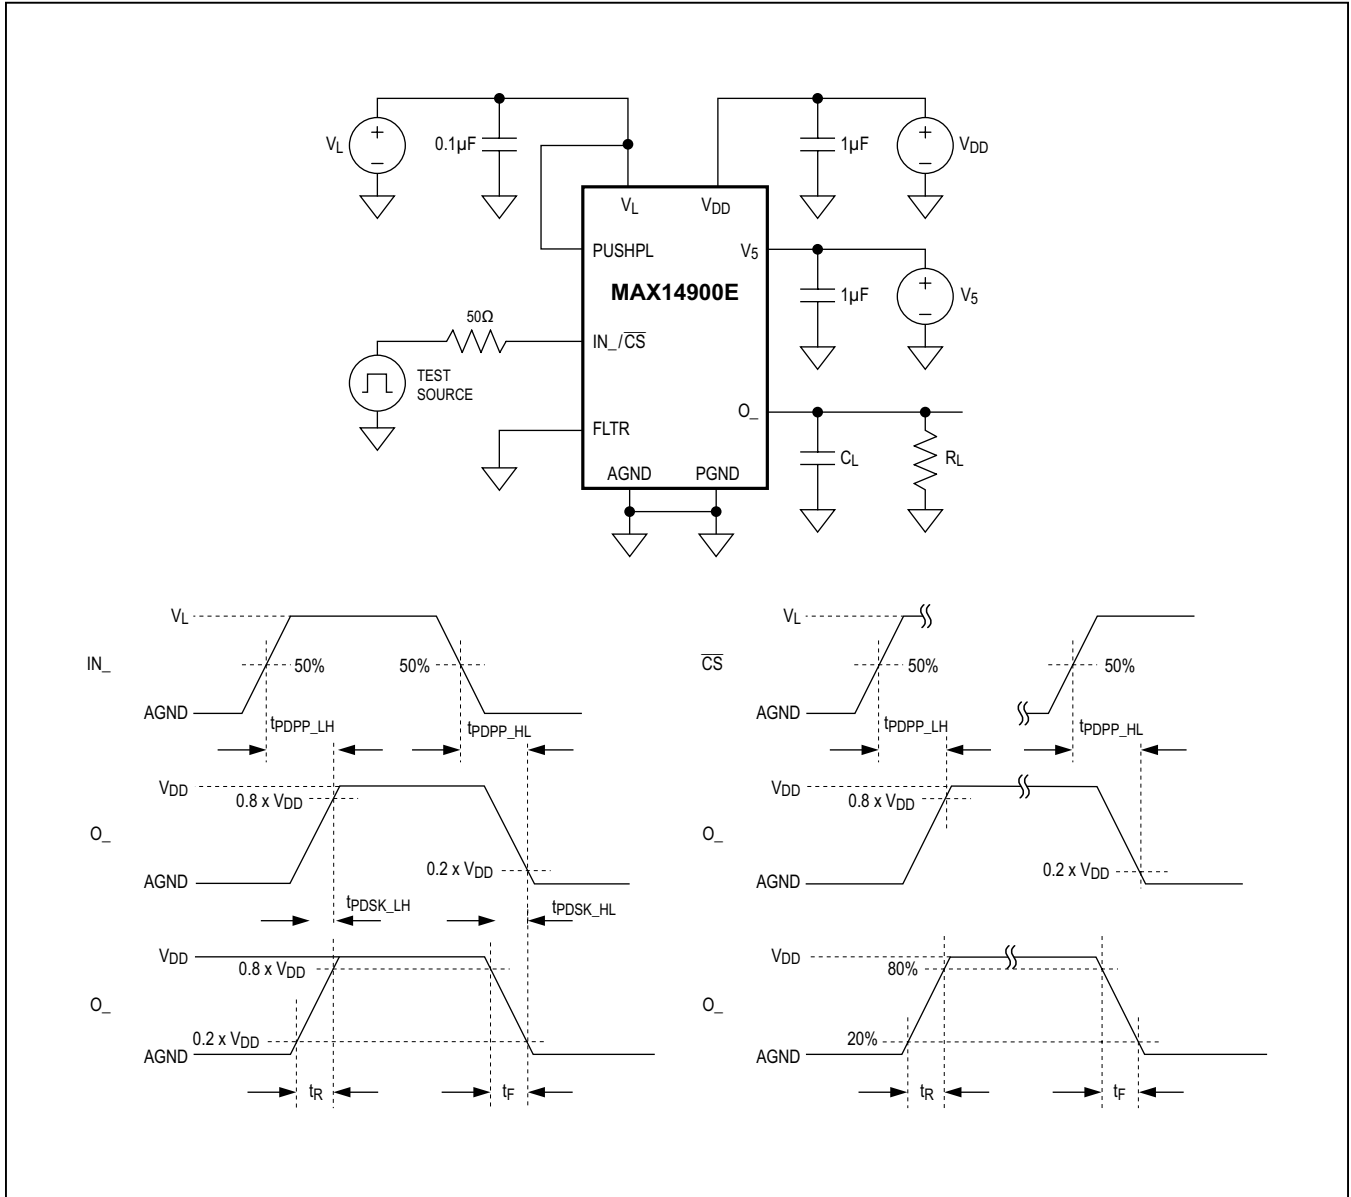 VL
0.1µF
1µF
VDD
VL
VDD
PUSHPL
V5
MAX14900E
1µF
V5
50Ω
IN_/C̅S̅
TEST
SOURCE
O_
FLTR
CL
RL
AGND
PGND
VL
IN_
50%
50%
AGND
tPDPP_LH
tPDPP_HL
VDD
0.8 x VDD
O_
0.2 x VDD
AGND
tPDSK_LH
tPDSK_HL
VDD
0.8 x VDD
O_
0.2 x VDD
AGND
tR
tF
VL
C̅S̅
50%
50%
AGND
tPDPP_LH
tPDPP_HL
VDD
0.8 x VDD
O_
0.2 x VDD
AGND
VDD
80%
O_
20%
AGND
tR
tF